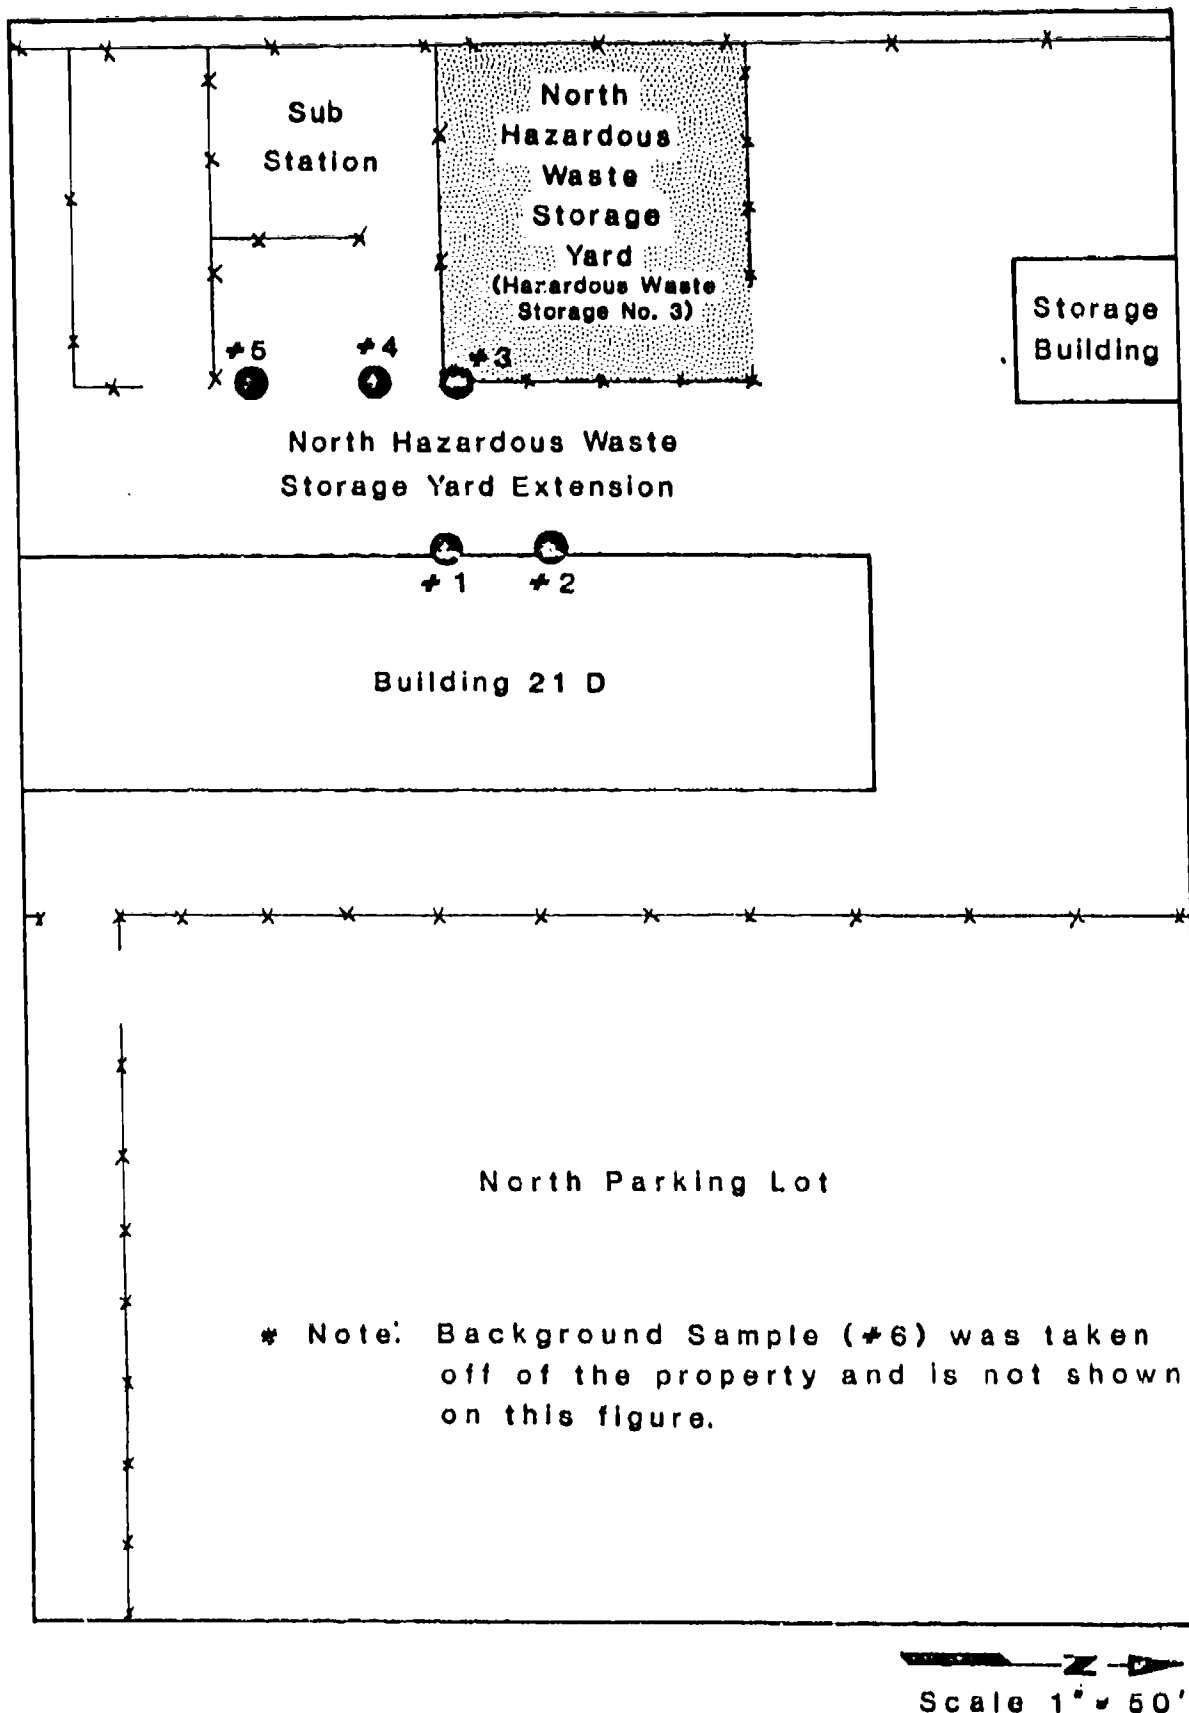 Sub
Station
North
Hazardous
Waste
Storage
Yard
(Hazardous Waste
Storage No. 3)
Storage
Building
#5
#4
#3
North Hazardous Waste
Storage Yard Extension
#1
#2
Building 21 D
North Parking Lot
* Note: Background Sample (#6) was taken
off of the property and is not shown
on this figure.
N
Scale 1" = 50'